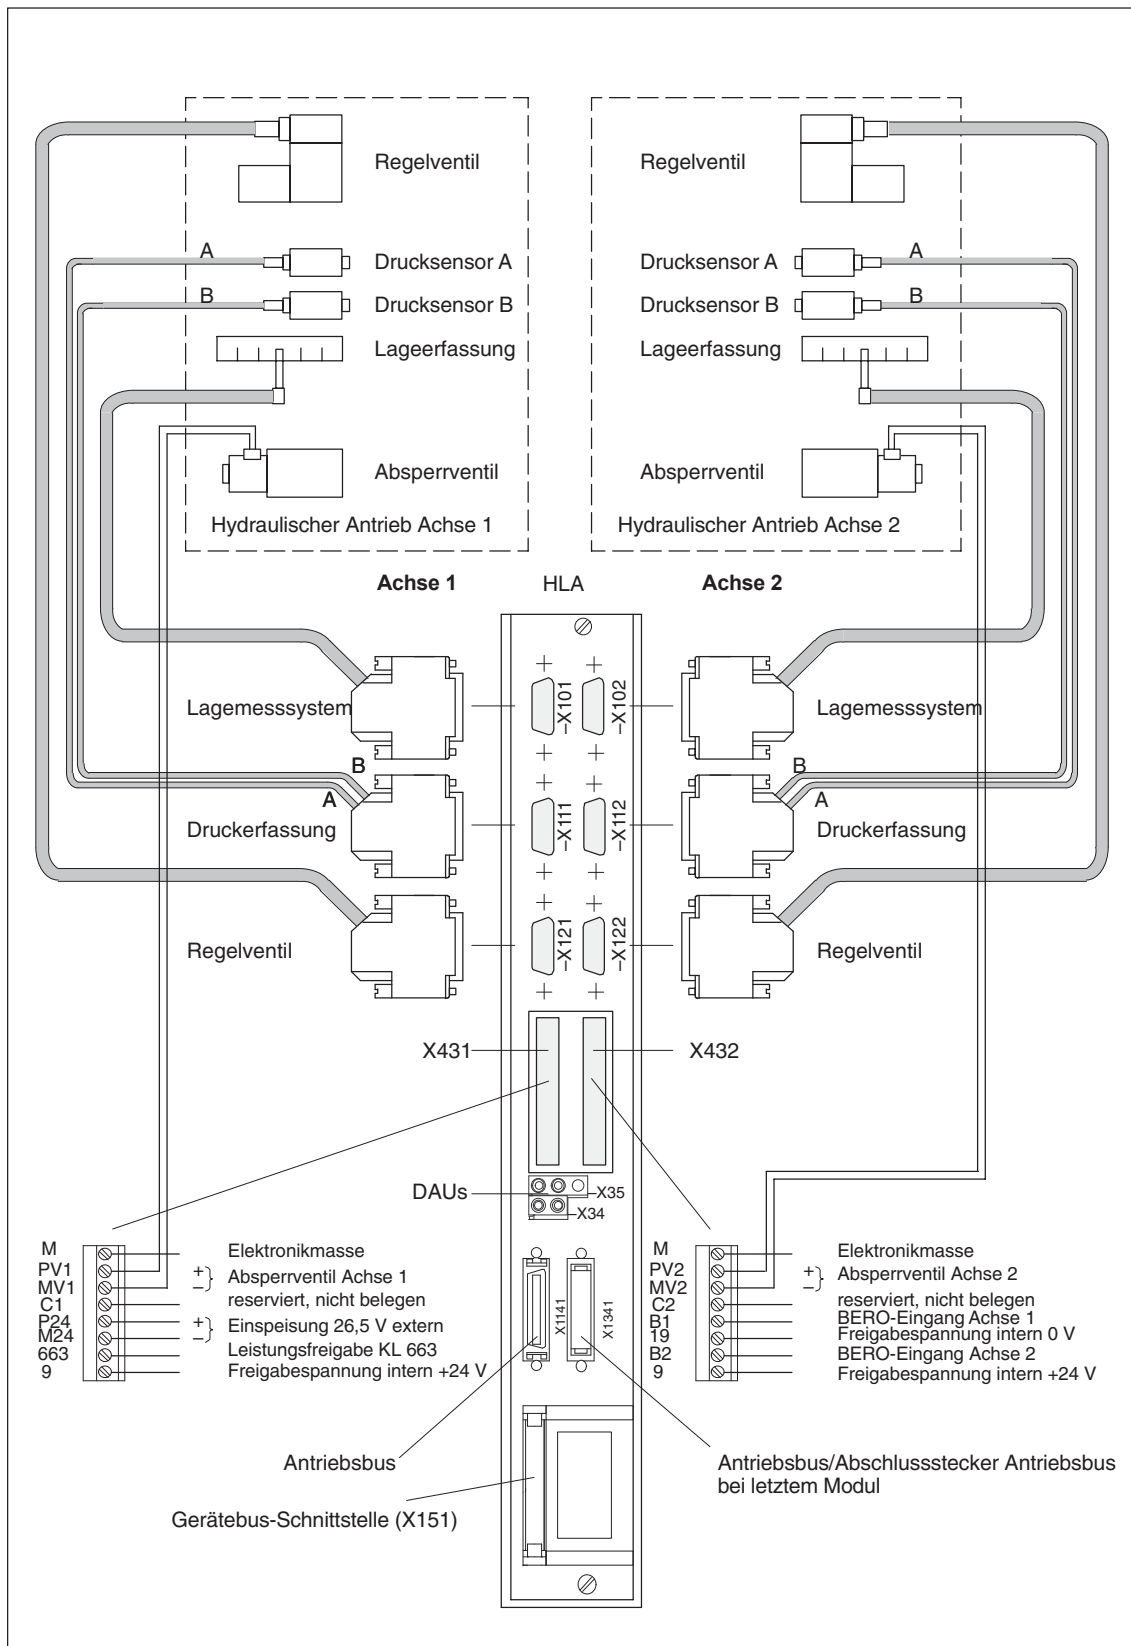 Regelventil
Regelventil
A
Drucksensor A
Drucksensor A
A
B
Drucksensor B
Drucksensor B
B
Lageerfassung
Lageerfassung
Absperrventil
Absperrventil
Hydraulischer Antrieb Achse 1
Hydraulischer Antrieb Achse 2
Achse 1
HLA
Achse 2
Lagemesssystem
–X101
–X102
Lagemesssystem
B
A
B
A
Druckerfassung
–X111
–X112
Druckerfassung
Regelventil
–X121
–X122
Regelventil
X431
X432
DAUs
X35
X34
M
Elektronikmasse
PV1
+
MV1
–
Absperrventil Achse 1
C1
reserviert, nicht belegen
P24
+
M24
–
Einspeisung 26,5 V extern
663
Leistungsfreigabe KL 663
9
Freigabespannung intern +24 V
X1141
X1341
M
Elektronikmasse
PV2
+
MV2
–
Absperrventil Achse 2
C2
reserviert, nicht belegen
B1
BERO-Eingang Achse 1
19
Freigabespannung intern 0 V
B2
BERO-Eingang Achse 2
9
Freigabespannung intern +24 V
Antriebsbus
Antriebsbus/Abschlussstecker Antriebsbus
bei letztem Modul
Gerätebus-Schnittstelle (X151)